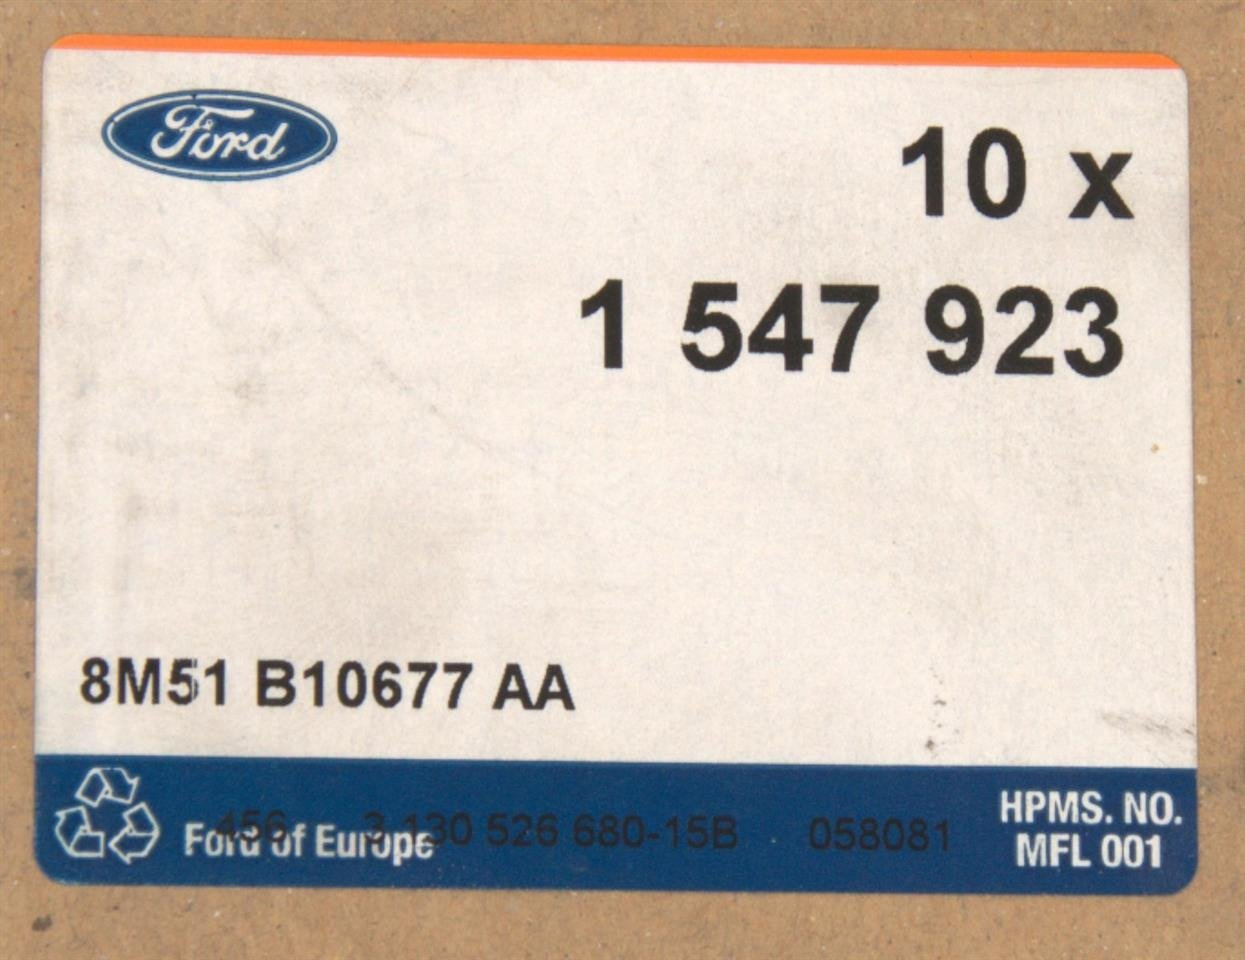 Ford
10 x
1 547 923
8M51 B10677 AA
456 3 130 526 680-15B 058081
Ford of Europe
HPMS. NO.
MFL 001